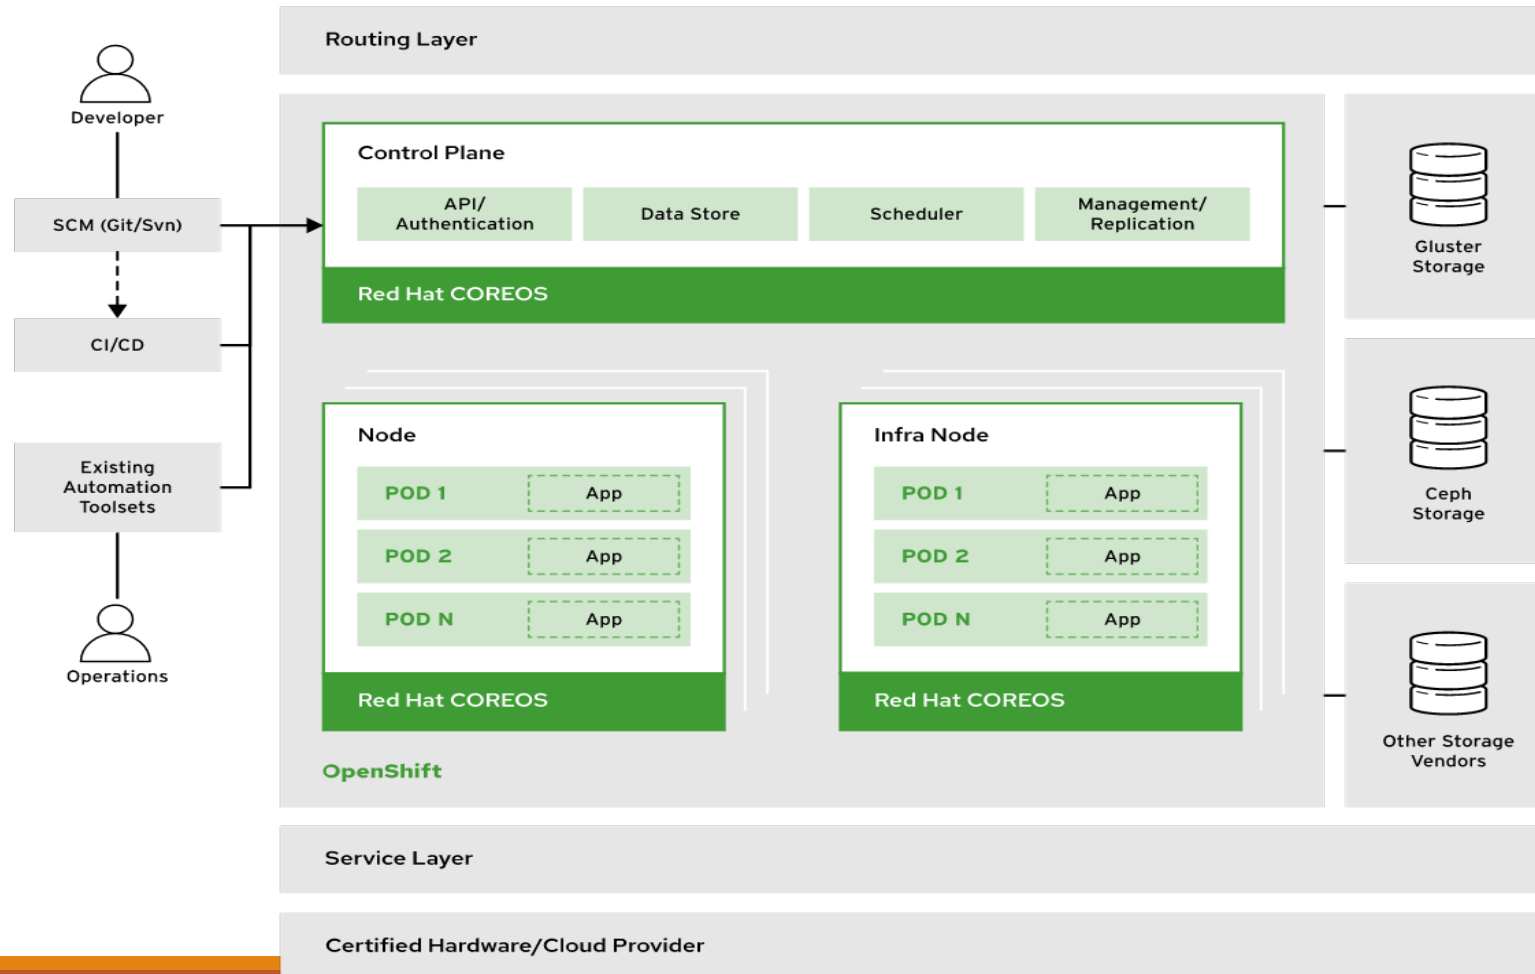 Routing Layer
Developer
SCM (Git/Svn)
CI/CD
Existing
Automation
Toolsets
Operations
Control Plane
API/
Authentication
Data Store
Scheduler
Management/
Replication
Red Hat COREOS
Node
POD 1 App
POD 2 App
POD N App
Red Hat COREOS
Infra Node
POD 1 App
POD 2 App
POD N App
Red Hat COREOS
OpenShift
Gluster
Storage
Ceph
Storage
Other Storage
Vendors
Service Layer
Certified Hardware/Cloud Provider